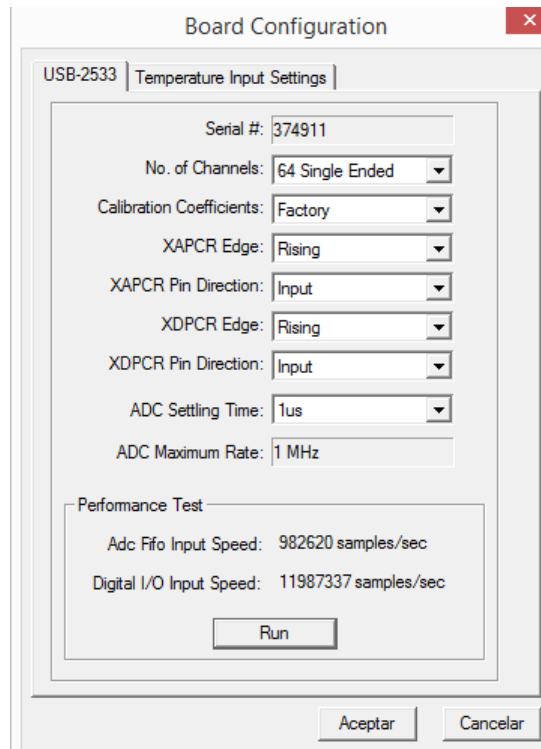 Board Configuration
USB-2533 Temperature Input Settings
Serial #: 374911
No. of Channels: 64 Single Ended
Calibration Coefficients: Factory
XAPCR Edge: Rising
XAPCR Pin Direction: Input
XDPCR Edge: Rising
XDPCR Pin Direction: Input
ADC Settling Time: 1us
ADC Maximum Rate: 1 MHz
Performance Test
Adc Fifo Input Speed: 982620 samples/sec
Digital I/O Input Speed: 11987337 samples/sec
Run
Aceptar Cancelar